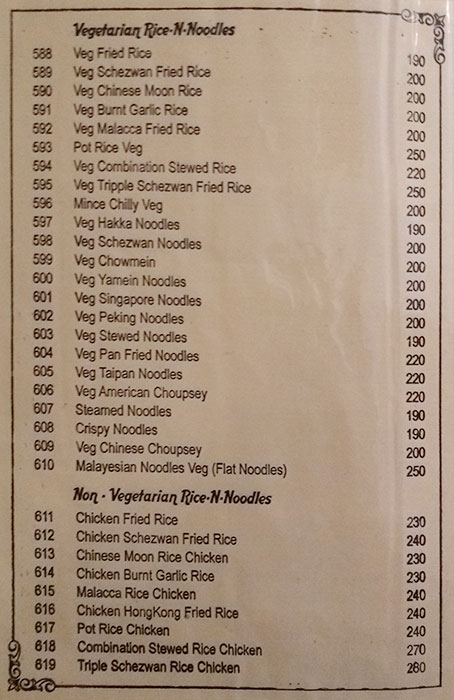 Vegetarian Rice-N-Noodles
588 Veg Fried Rice 190
589 Veg Schezwan Fried Rice 200
590 Veg Chinese Moon Rice 200
591 Veg Burnt Garlic Rice 200
592 Veg Malacca Fried Rice 200
593 Pot Rice Veg 250
594 Veg Combination Stewed Rice 220
595 Veg Tripple Schezwan Fried Rice 250
596 Mince Chilly Veg 200
597 Veg Hakka Noodles 190
598 Veg Schezwan Noodles 200
599 Veg Chowmein 200
600 Veg Yamein Noodles 200
601 Veg Singapore Noodles 200
602 Veg Peking Noodles 200
603 Veg Stewed Noodles 190
604 Veg Pan Fried Noodles 220
605 Veg Taipan Noodles 220
606 Veg American Choupsey 220
607 Steamed Noodles 190
608 Crispy Noodles 190
609 Veg Chinese Choupsey 200
610 Malayesian Noodles Veg (Flat Noodles) 250
Non - Vegetarian Rice-N-Noodles
611 Chicken Fried Rice 230
612 Chicken Schezwan Fried Rice 240
613 Chinese Moon Rice Chicken 230
614 Chicken Burnt Garlic Rice 230
615 Malacca Rice Chicken 240
616 Chicken HongKong Fried Rice 240
617 Pot Rice Chicken 240
618 Combination Stewed Rice Chicken 270
619 Triple Schezwan Rice Chicken 280